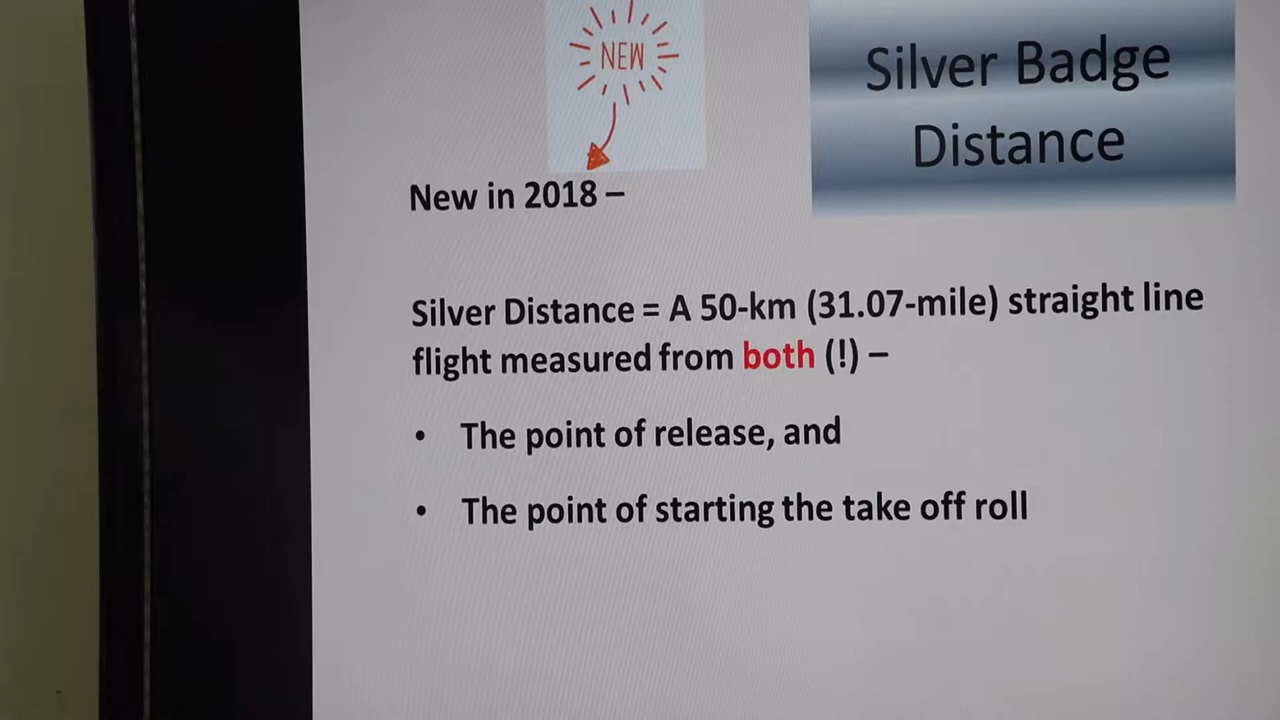 NEW
Silver Badge
Distance
New in 2018 –
Silver Distance = A 50-km (31.07-mile) straight line
flight measured from both (!) –
• The point of release, and
• The point of starting the take off roll